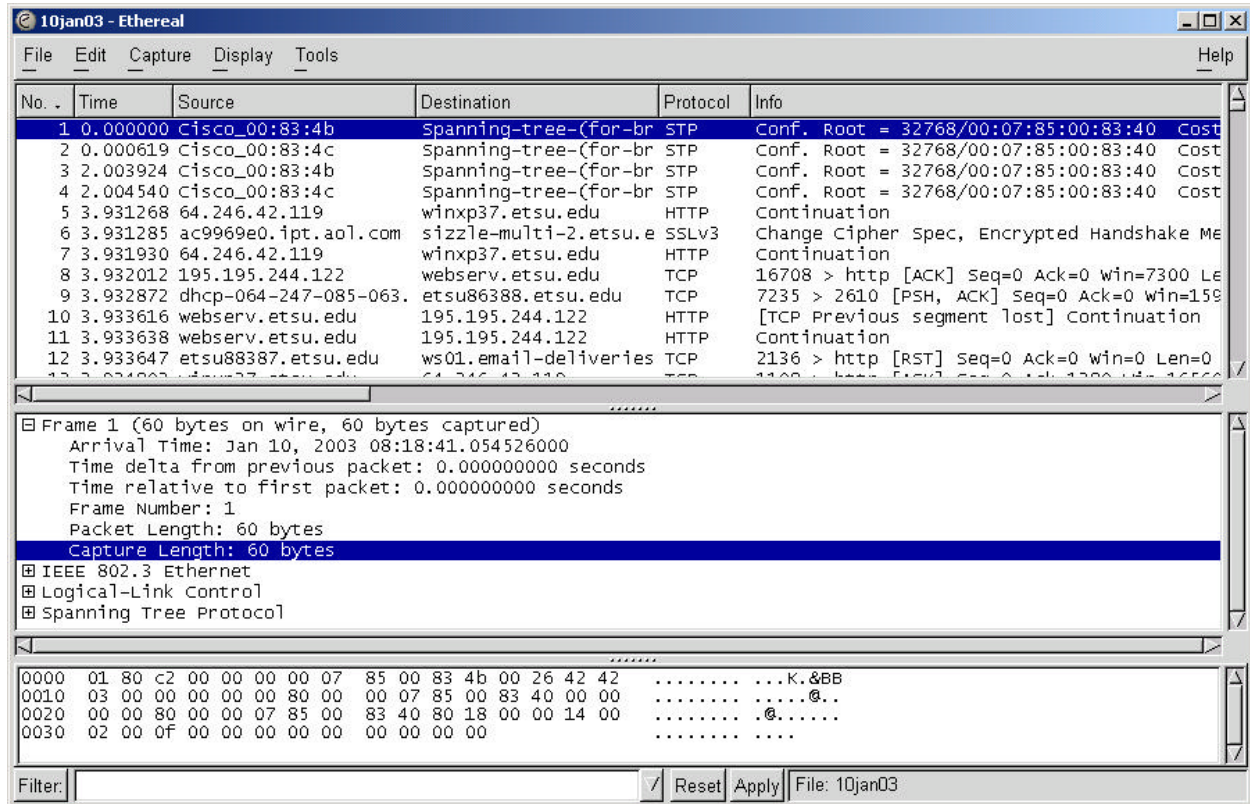 10jan03 - Ethereal
File Edit Capture Display Tools Help
No. . Time Source Destination Protocol Info
1 0.000000 Cisco_00:83:4b Spanning-tree-(for-br STP Conf. Root = 32768/00:07:85:00:83:40 Cost
2 0.000619 Cisco_00:83:4c Spanning-tree-(for-br STP Conf. Root = 32768/00:07:85:00:83:40 Cost
3 2.003924 Cisco_00:83:4b Spanning-tree-(for-br STP Conf. Root = 32768/00:07:85:00:83:40 Cost
4 2.004540 Cisco_00:83:4c Spanning-tree-(for-br STP Conf. Root = 32768/00:07:85:00:83:40 Cost
5 3.931268 64.246.42.119 winxp37.etsu.edu HTTP Continuation
6 3.931285 ac9969e0.ipt.aol.com sizzle-multi-2.etsu.e SSLv3 Change Cipher Spec, Encrypted Handshake Me
7 3.931930 64.246.42.119 winxp37.etsu.edu HTTP Continuation
8 3.932012 195.195.244.122 webserv.etsu.edu TCP 16708 > http [ACK] Seq=0 Ack=0 Win=7300 Le
9 3.932872 dhcp-064-247-085-063. etsu86388.etsu.edu TCP 7235 > 2610 [PSH, ACK] Seq=0 Ack=0 Win=159
10 3.933616 webserv.etsu.edu 195.195.244.122 HTTP [TCP Previous segment lost] Continuation
11 3.933638 webserv.etsu.edu 195.195.244.122 HTTP Continuation
12 3.933647 etsu88387.etsu.edu ws01.email-deliveries TCP 2136 > http [RST] Seq=0 Ack=0 Win=0 Len=0
Frame 1 (60 bytes on wire, 60 bytes captured)
Arrival Time: Jan 10, 2003 08:18:41.054526000
Time delta from previous packet: 0.000000000 seconds
Time relative to first packet: 0.000000000 seconds
Frame Number: 1
Packet Length: 60 bytes
Capture Length: 60 bytes
IEEE 802.3 Ethernet
Logical-Link Control
Spanning Tree Protocol
0000 01 80 c2 00 00 00 00 07 85 00 83 4b 00 26 42 42 ........ ...K.&BB
0010 03 00 00 00 00 00 80 00 00 07 85 00 83 40 00 00 ........ .....@..
0020 00 00 80 00 00 07 85 00 83 40 80 18 00 00 14 00 ........ .@......
0030 02 00 0f 00 00 00 00 00 00 00 00 00 ........ ....
Filter: Reset Apply File: 10jan03